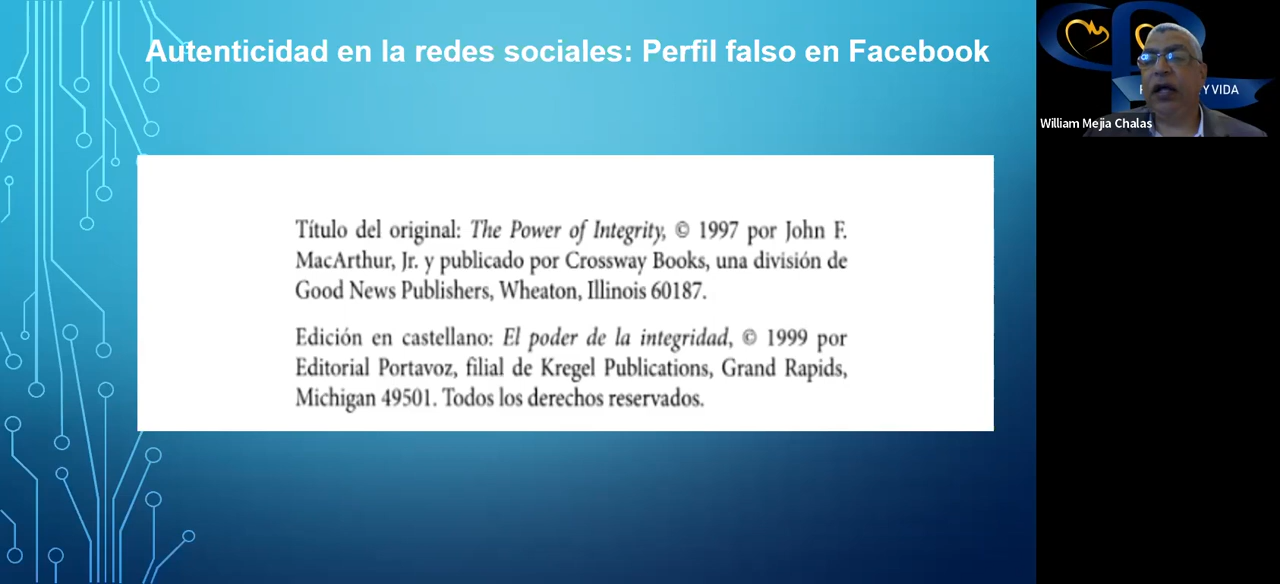 Autenticidad en la redes sociales: Perfil falso en Facebook
Título del original: The Power of Integrity, © 1997 por John F.
MacArthur, Jr. y publicado por Crossway Books, una división de
Good News Publishers, Wheaton, Illinois 60187.
Edición en castellano: El poder de la integridad, © 1999 por
Editorial Portavoz, filial de Kregel Publications, Grand Rapids,
Michigan 49501. Todos los derechos reservados.
Y VIDA
William Mejia Chalas